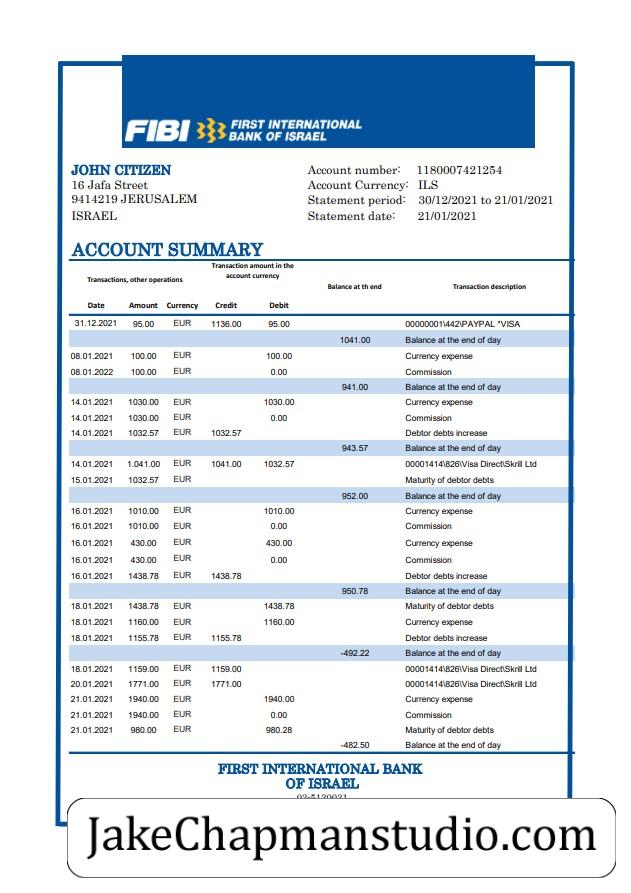 FIBI FIRST INTERNATIONAL
BANK OF ISRAEL
JOHN CITIZEN
16 Jafa Street
9414219 JERUSALEM
ISRAEL
Account number: 1180007421254
Account Currency: ILS
Statement period: 30/12/2021 to 21/01/2021
Statement date: 21/01/2021
ACCOUNT SUMMARY
Transactions, other operations
Transaction amount in the
account currency
Balance at th end
Transaction description
Date Amount Currency Credit Debit
31.12.2021 95.00 EUR 1136.00 95.00 00000001\442\PAYPAL *VISA
1041.00 Balance at the end of day
08.01.2021 100.00 EUR 100.00 Currency expense
08.01.2022 100.00 EUR 0.00 Commission
941.00 Balance at the end of day
14.01.2021 1030.00 EUR 1030.00 Currency expense
14.01.2021 1030.00 EUR 0.00 Commission
14.01.2021 1032.57 EUR 1032.57 Debtor debts increase
943.57 Balance at the end of day
14.01.2021 1.041.00 EUR 1041.00 1032.57 00001414\826\Visa Direct\Skrill Ltd
15.01.2021 1032.57 EUR Maturity of debtor debts
952.00 Balance at the end of day
16.01.2021 1010.00 EUR 1010.00 Currency expense
16.01.2021 1010.00 EUR 0.00 Commission
16.01.2021 430.00 EUR 430.00 Currency expense
16.01.2021 430.00 EUR 0.00 Commission
16.01.2021 1438.78 EUR 1438.78 Debtor debts increase
950.78 Balance at the end of day
18.01.2021 1438.78 EUR 1438.78 Maturity of debtor debts
18.01.2021 1160.00 EUR 1160.00 Currency expense
18.01.2021 1155.78 EUR 1155.78 Debtor debts increase
-492.22 Balance at the end of day
18.01.2021 1159.00 EUR 1159.00 00001414\826\Visa Direct\Skrill Ltd
20.01.2021 1771.00 EUR 1771.00 00001414\826\Visa Direct\Skrill Ltd
21.01.2021 1940.00 EUR 1940.00 Currency expense
21.01.2021 1940.00 EUR 0.00 Commission
21.01.2021 980.00 EUR 980.28 Maturity of debtor debts
-482.50 Balance at the end of day
FIRST INTERNATIONAL BANK
OF ISRAEL
JakeChapmanstudio.com